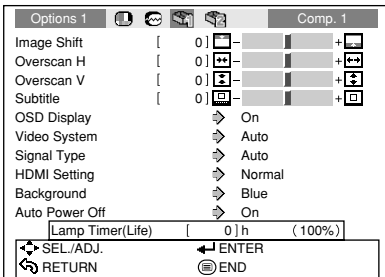 Options 1 Comp. 1
Image Shift [ 0 ] - +
Overscan H [ 0 ] - +
Overscan V [ 0 ] - +
Subtitle [ 0 ] - +
OSD Display On
Video System Auto
Signal Type Auto
HDMI Setting Normal
Background Blue
Auto Power Off On
Lamp Timer(Life) [ 0 ] h (100%)
SEL./ADJ. ENTER
RETURN END